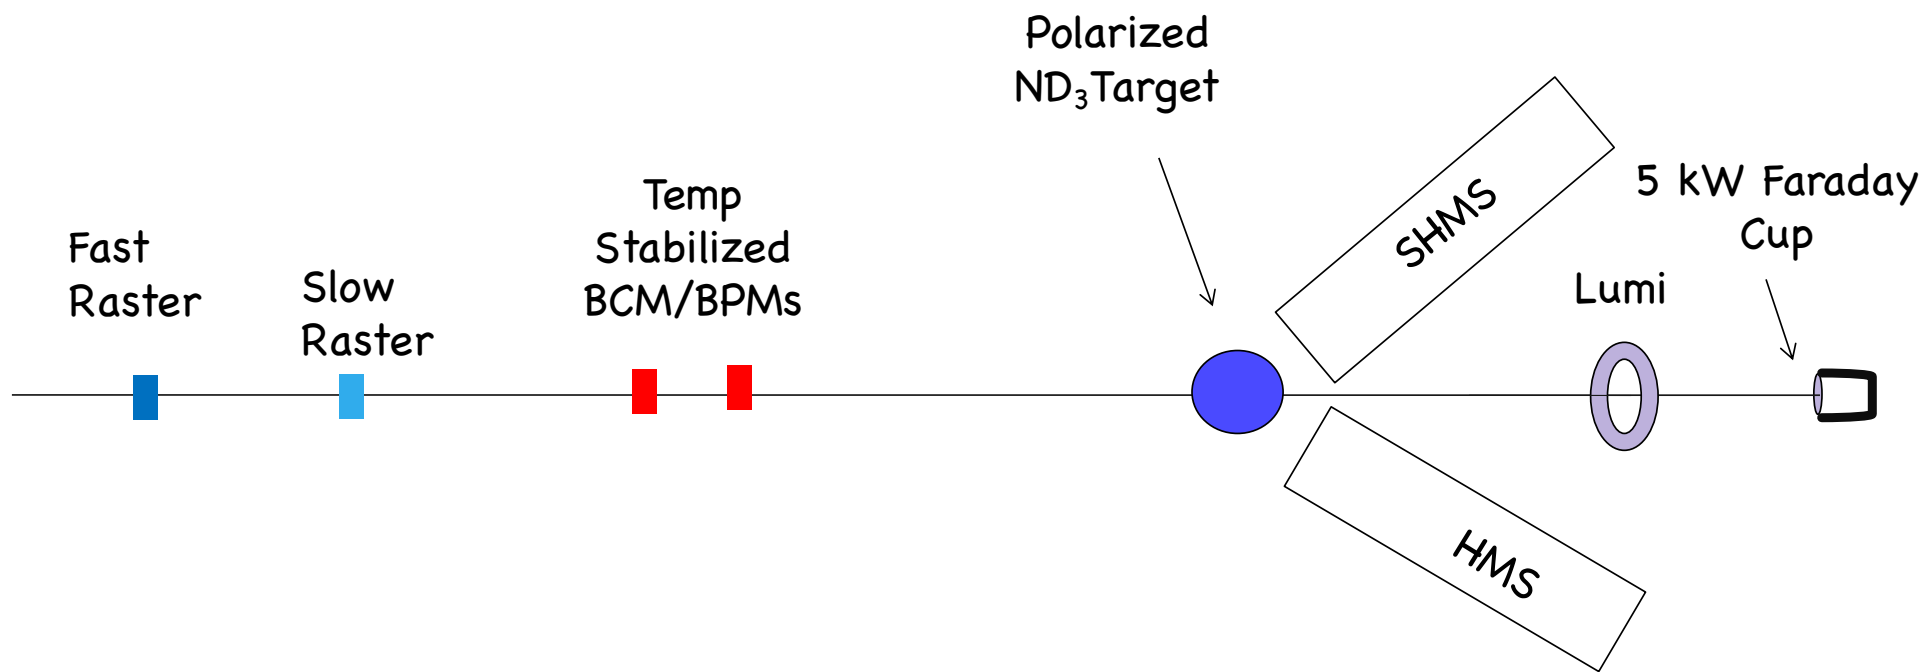 Fast
Raster
Slow
Raster
Temp
Stabilized
BCM/BPMs
Polarized
ND₃Target
SHMS
HMS
Lumi
5 kW Faraday
Cup